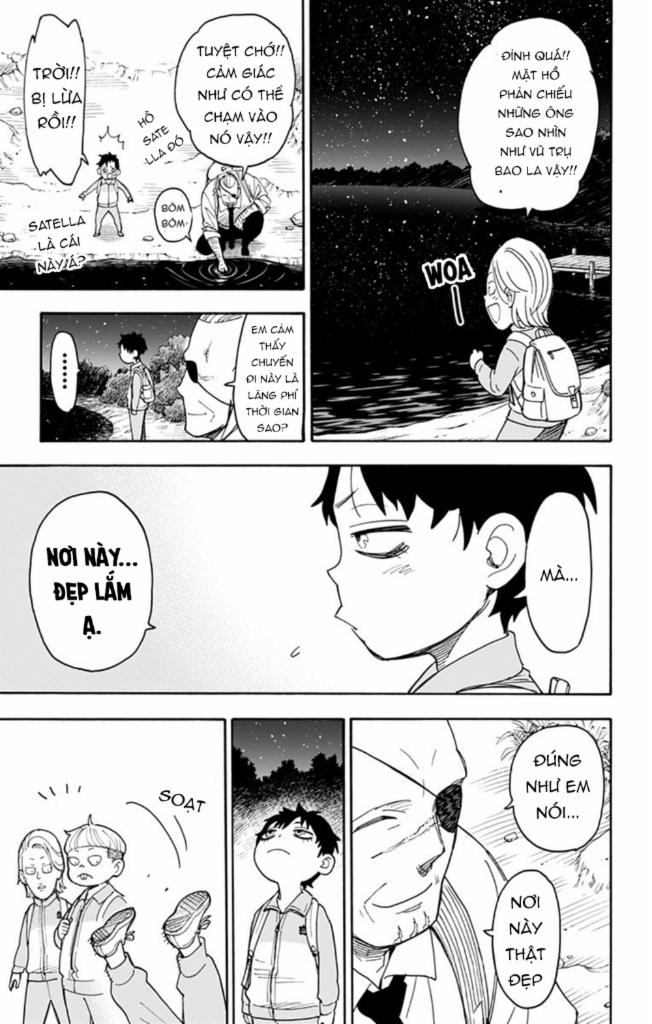 ĐỈNH
QUÁ!!
MẶT HỒ
PHẢN CHIẾU
NHỮNG ÔNG
SAO NHÌN
NHƯ VŨ TRỤ
BAO LA VẬY!!
WOA
TUYỆT CHỚ!!
CẢM GIÁC
NHƯ CÓ THỂ
CHẠM VÀO
NÓ VẬY!!
BÕM
BÕM
HỒ
SATE
LLA ĐÓ
TRỜI!!
BỊ LỪA
RỒI!!
SATELLA
LÀ CÁI
NÀY Á?
EM CẢM
THẤY
CHUYẾN
ĐI NÀY LÀ
LÃNG PHÍ
THỜI GIAN
SAO?
.....
MÀ...
NƠI NÀY...
ĐẸP LẮM
Ạ.
ĐÚNG
NHƯ EM
NÓI...
NƠI
NÀY
THẬT
ĐẸP
SOẠT